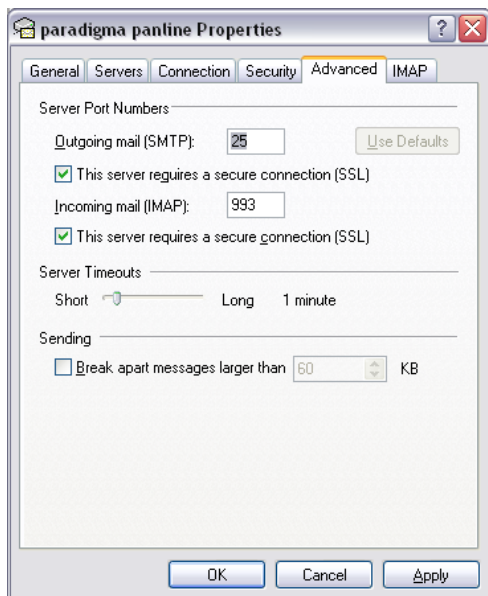 paradigma panline Properties
General Servers Connection Security Advanced IMAP
Server Port Numbers
Outgoing mail (SMTP): 25 Use Defaults
This server requires a secure connection (SSL)
Incoming mail (IMAP): 993
This server requires a secure connection (SSL)
Server Timeouts
Short Long 1 minute
Sending
Break apart messages larger than 60 KB
OK Cancel Apply